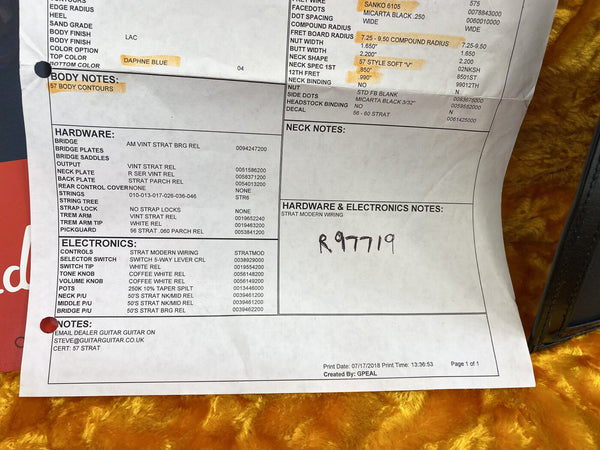 EDGE RADIUS
HEEL
SAND GRADE
BODY FINISH LAC
COLOR OPTION
TOP COLOR DAPHNE BLUE
BOTTOM COLOR 04
BODY NOTES:
57 BODY CONTOURS
HARDWARE:
BRIDGE AM VINT STRAT BRG REL 0094247200
BRIDGE PLATES
BRIDGE SADDLES
OUTPUT VINT STRAT REL 0051586200
NECK PLATE R SER VINT REL 0058371200
BACK PLATE STRAT PARCH REL 0054013200
REAR CONTROL COVER NONE NONE
STRINGS 010-013-017-026-036-046 STR6
STRING TREE
STRAP LOCK NO STRAP LOCKS NONE
TREM ARM VINT STRAT REL 0019652240
TREM ARM TIP WHITE REL 0019463200
PICKGUARD 56 STRAT .060 PARCH REL 0053841200
ELECTRONICS:
CONTROLS STRAT MODERN WIRING STRATMOD
SELECTOR SWITCH SWITCH 5-WAY LEVER CRL 0038929000
SWITCH TIP WHITE REL 0019554200
TONE KNOB COFFEE WHITE REL 0056148200
VOLUME KNOB COFFEE WHITE REL 0056149200
POTS 250K 10% TAPER SPILT 0013446000
NECK P/U 50'S STRAT NK/MID REL 0039461200
MIDDLE P/U 50'S STRAT NK/MID REL 0039461200
BRIDGE P/U 50'S STRAT BRG REL 0039462200
NOTES:
EMAIL DEALER GUITAR GUITAR ON
STEVE@GUITARGUITAR.CO.UK
CERT: 57 STRAT
FRET WIRE SANKO 6105 575
FACEDOTS MICARTA BLACK .250 0078843000
DOT SPACING WIDE 0060010000
COMPOUND RADIUS WIDE
FRET BOARD RADIUS 7.25 - 9.50 COMPOUND RADIUS
NUT WIDTH 1.650" 7.25-9.50
BUTT WIDTH 2.200" 1.650"
NECK SHAPE 57 STYLE SOFT "V" 2.200"
NECK SPEC 1ST .850" 02NKSH
12TH FRET .990" 6501ST
NECK BINDING N 99012TH
NUT STD FB BLANK N
SIDE DOTS MICARTA BLACK 3/32" 0083675000
HEADSTOCK BINDING NO 0059552000
DECAL 56 - 60 STRAT N
0061425000
NECK NOTES:
HARDWARE & ELECTRONICS NOTES:
STRAT MODERN WIRING
R97719
Print Date: 07/17/2018 Print Time: 13:36:53 Page 1 of 1
Created By: GPEAL